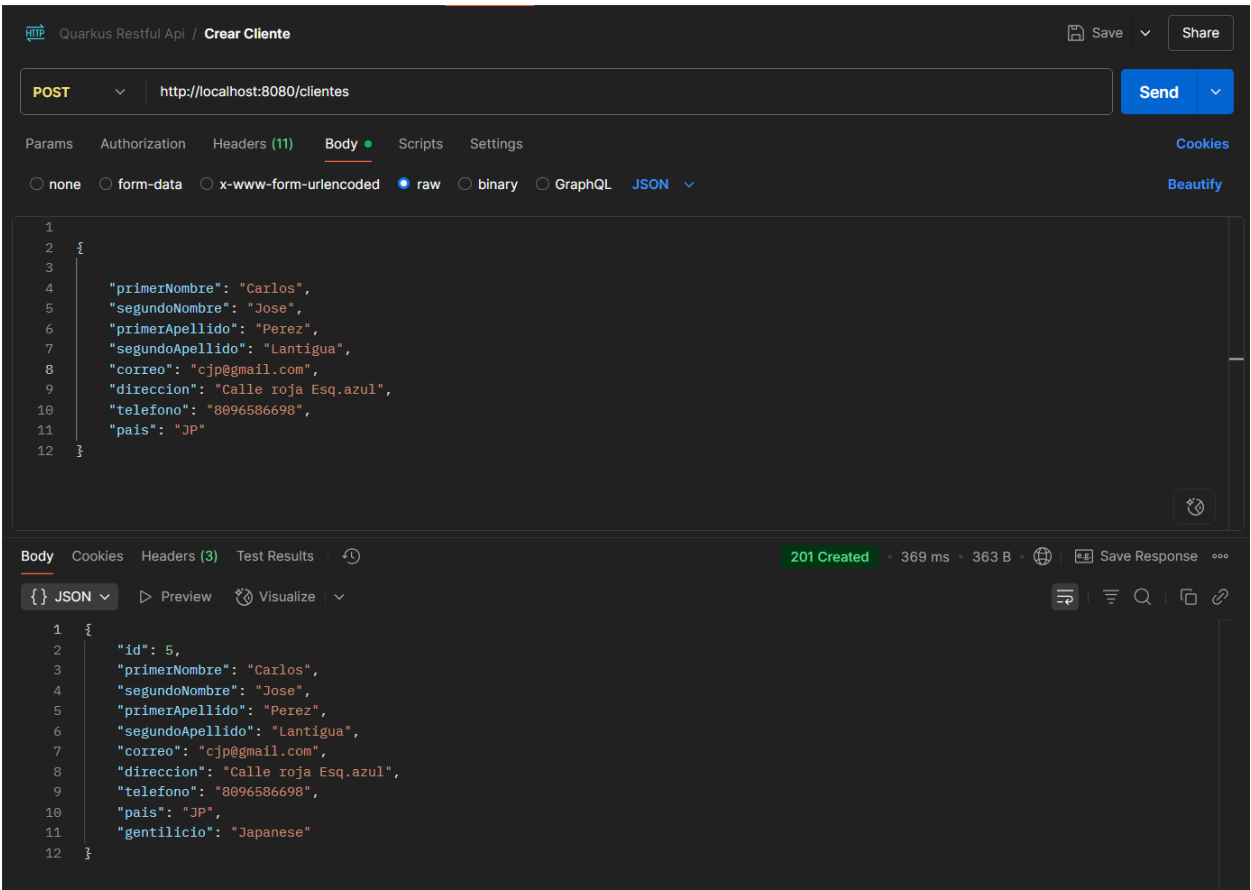 HTTP Quarkus Restful Api / Crear Cliente Save Share
POST http://localhost:8080/clientes Send
Params Authorization Headers (11) Body Scripts Settings Cookies
none form-data x-www-form-urlencoded raw binary GraphQL JSON Beautify
1
2 {
3
4 "primerNombre": "Carlos",
5 "segundoNombre": "Jose",
6 "primerApellido": "Perez",
7 "segundoApellido": "Lantigua",
8 "correo": "cjp@gmail.com",
9 "direccion": "Calle roja Esq.azul",
10 "telefono": "8096586698",
11 "pais": "JP"
12 }
Body Cookies Headers (3) Test Results 201 Created • 369 ms • 363 B • e.g. Save Response
{} JSON Preview Visualize
1 {
2 "id": 5,
3 "primerNombre": "Carlos",
4 "segundoNombre": "Jose",
5 "primerApellido": "Perez",
6 "segundoApellido": "Lantigua",
7 "correo": "cjp@gmail.com",
8 "direccion": "Calle roja Esq.azul",
9 "telefono": "8096586698",
10 "pais": "JP",
11 "gentilicio": "Japanese"
12 }